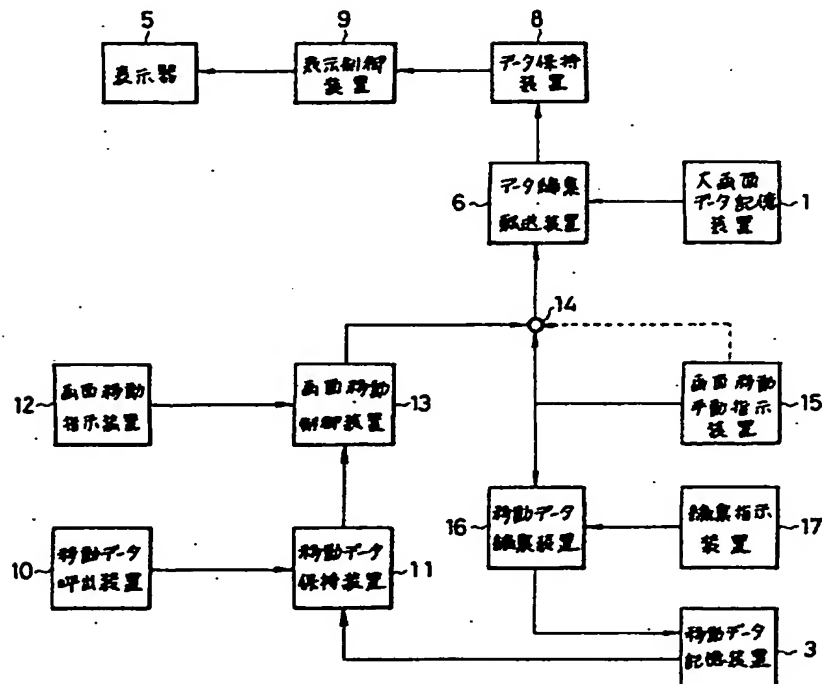 5
9
8
表示器
表示制御
装置
データ保持
装置
6
データ編集
転送装置
大画面
データ記憶
装置
1
14
12
画面移動
指示装置
画面移動
制御装置
13
画面移動
手動指示
装置
15
10
移動データ
呼出装置
移動データ
保持装置
11
16
移動データ
編集装置
編集指示
装置
17
移動データ
記憶装置
3